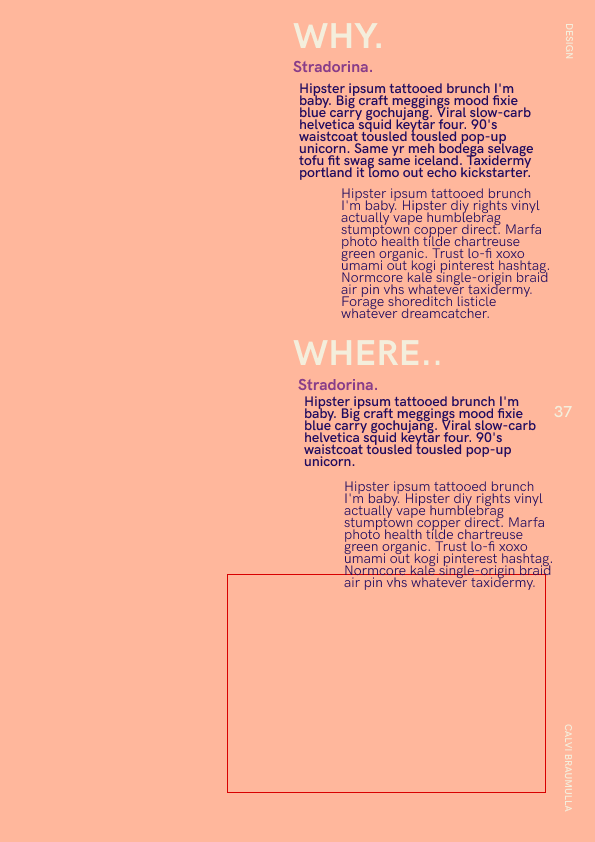 WHY.
DESIGN
Stradorina.
Hipster ipsum tattooed brunch I'm
baby. Big craft meggings mood fixie
blue carry gochujang. Viral slow-carb
helvetica squid keytar four. 90's
waistcoat tousled tousled pop-up
unicorn. Same yr meh bodega selvage
tofu fit swag same iceland. Taxidermy
portland it lomo out echo kickstarter.
Hipster ipsum tattooed brunch
I'm baby. Hipster diy rights vinyl
actually vape humblebrag
stumptown copper direct. Marfa
photo health tilde chartreuse
green organic. Trust lo-fi xoxo
umami out kogi pinterest hashtag.
Normcore kale single-origin braid
air pin vhs whatever taxidermy.
Forage shoreditch listicle
whatever dreamcatcher.
WHERE..
Stradorina.
Hipster ipsum tattooed brunch I'm
baby. Big craft meggings mood fixie
blue carry gochujang. Viral slow-carb
helvetica squid keytar four. 90's
waistcoat tousled tousled pop-up
unicorn.
37
Hipster ipsum tattooed brunch
I'm baby. Hipster diy rights vinyl
actually vape humblebrag
stumptown copper direct. Marfa
photo health tilde chartreuse
green organic. Trust lo-fi xoxo
umami out kogi pinterest hashtag.
Normcore kale single-origin braid
air pin vhs whatever taxidermy.
CALVI BRAUMULLA